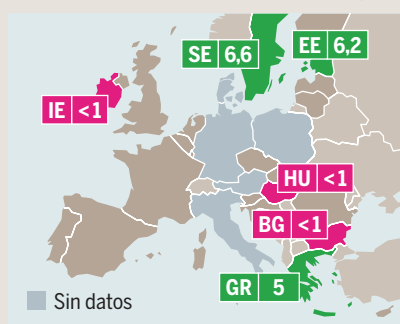 SE 6,6
EE 6,2
IE <1
HU <1
BG <1
GR 5
Sin datos